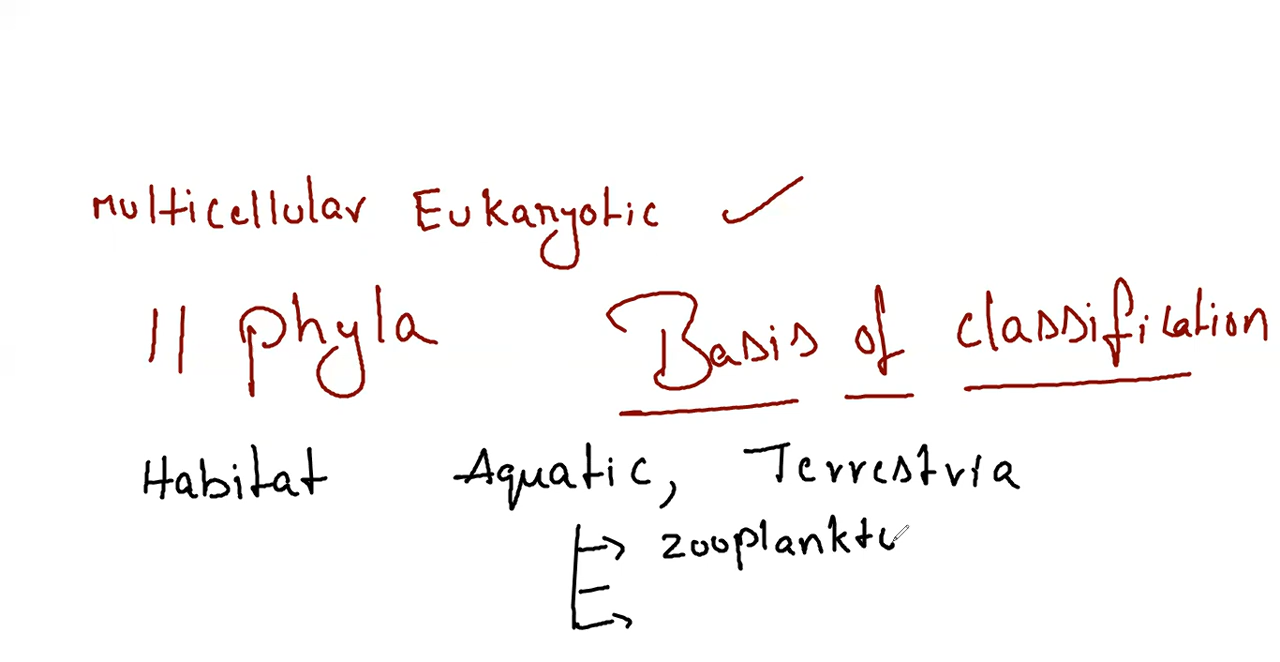 Multicellular Eukaryotic
11 phyla Basis of classification
Habitat Aquatic, Terrestria
zooplankto